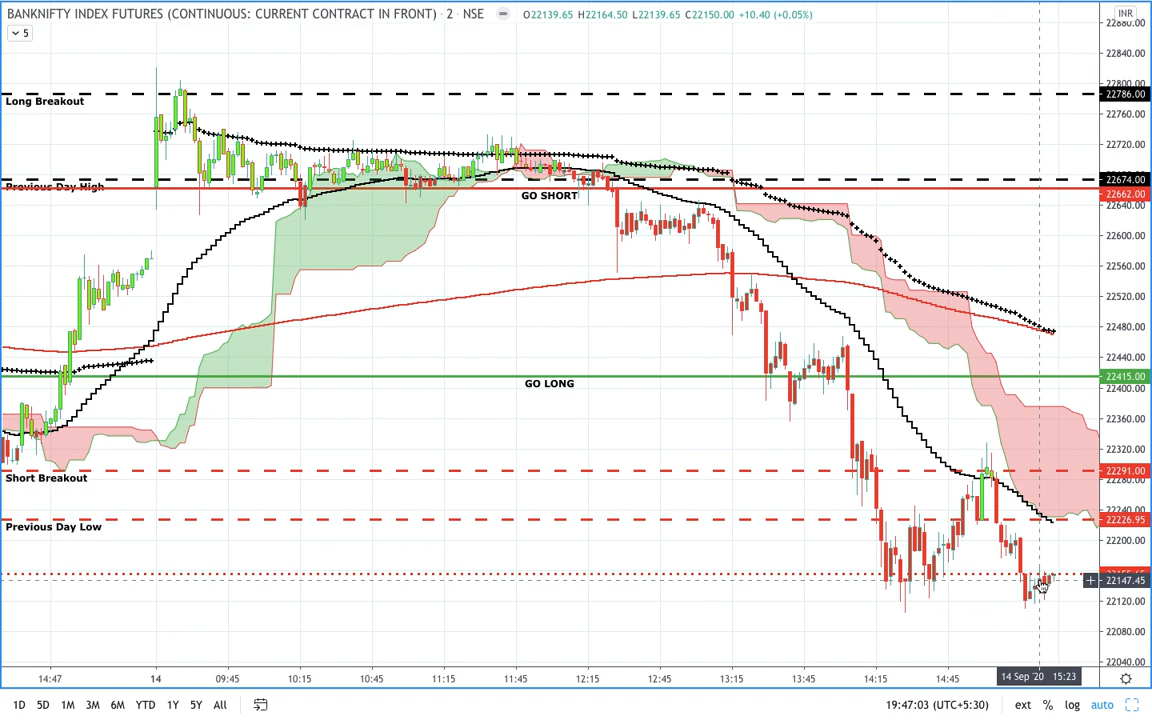 BANKNIFTY INDEX FUTURES (CONTINUOUS: CURRENT CONTRACT IN FRONT) · 2 · NSE O22139.65 H22164.50 L22139.65 C22150.00 +10.40 (+0.05%)
INR
5
22880.00
22840.00
22800.00
22786.00
Long Breakout
22760.00
22720.00
22674.00
Previous Day High
22662.00
GO SHORT
22640.00
22600.00
22560.00
22520.00
22480.00
22440.00
22415.00
GO LONG
22400.00
22360.00
22320.00
22291.00
Short Breakout
22280.00
22240.00
22226.95
Previous Day Low
22200.00
22147.45
22120.00
22080.00
22040.00
14:47 14 09:45 10:15 10:45 11:15 11:45 12:15 12:45 13:15 13:45 14:15 14:45 14 Sep '20 15:23
1D 5D 1M 3M 6M YTD 1Y 5Y All 19:47:03 (UTC+5:30) ext % log auto